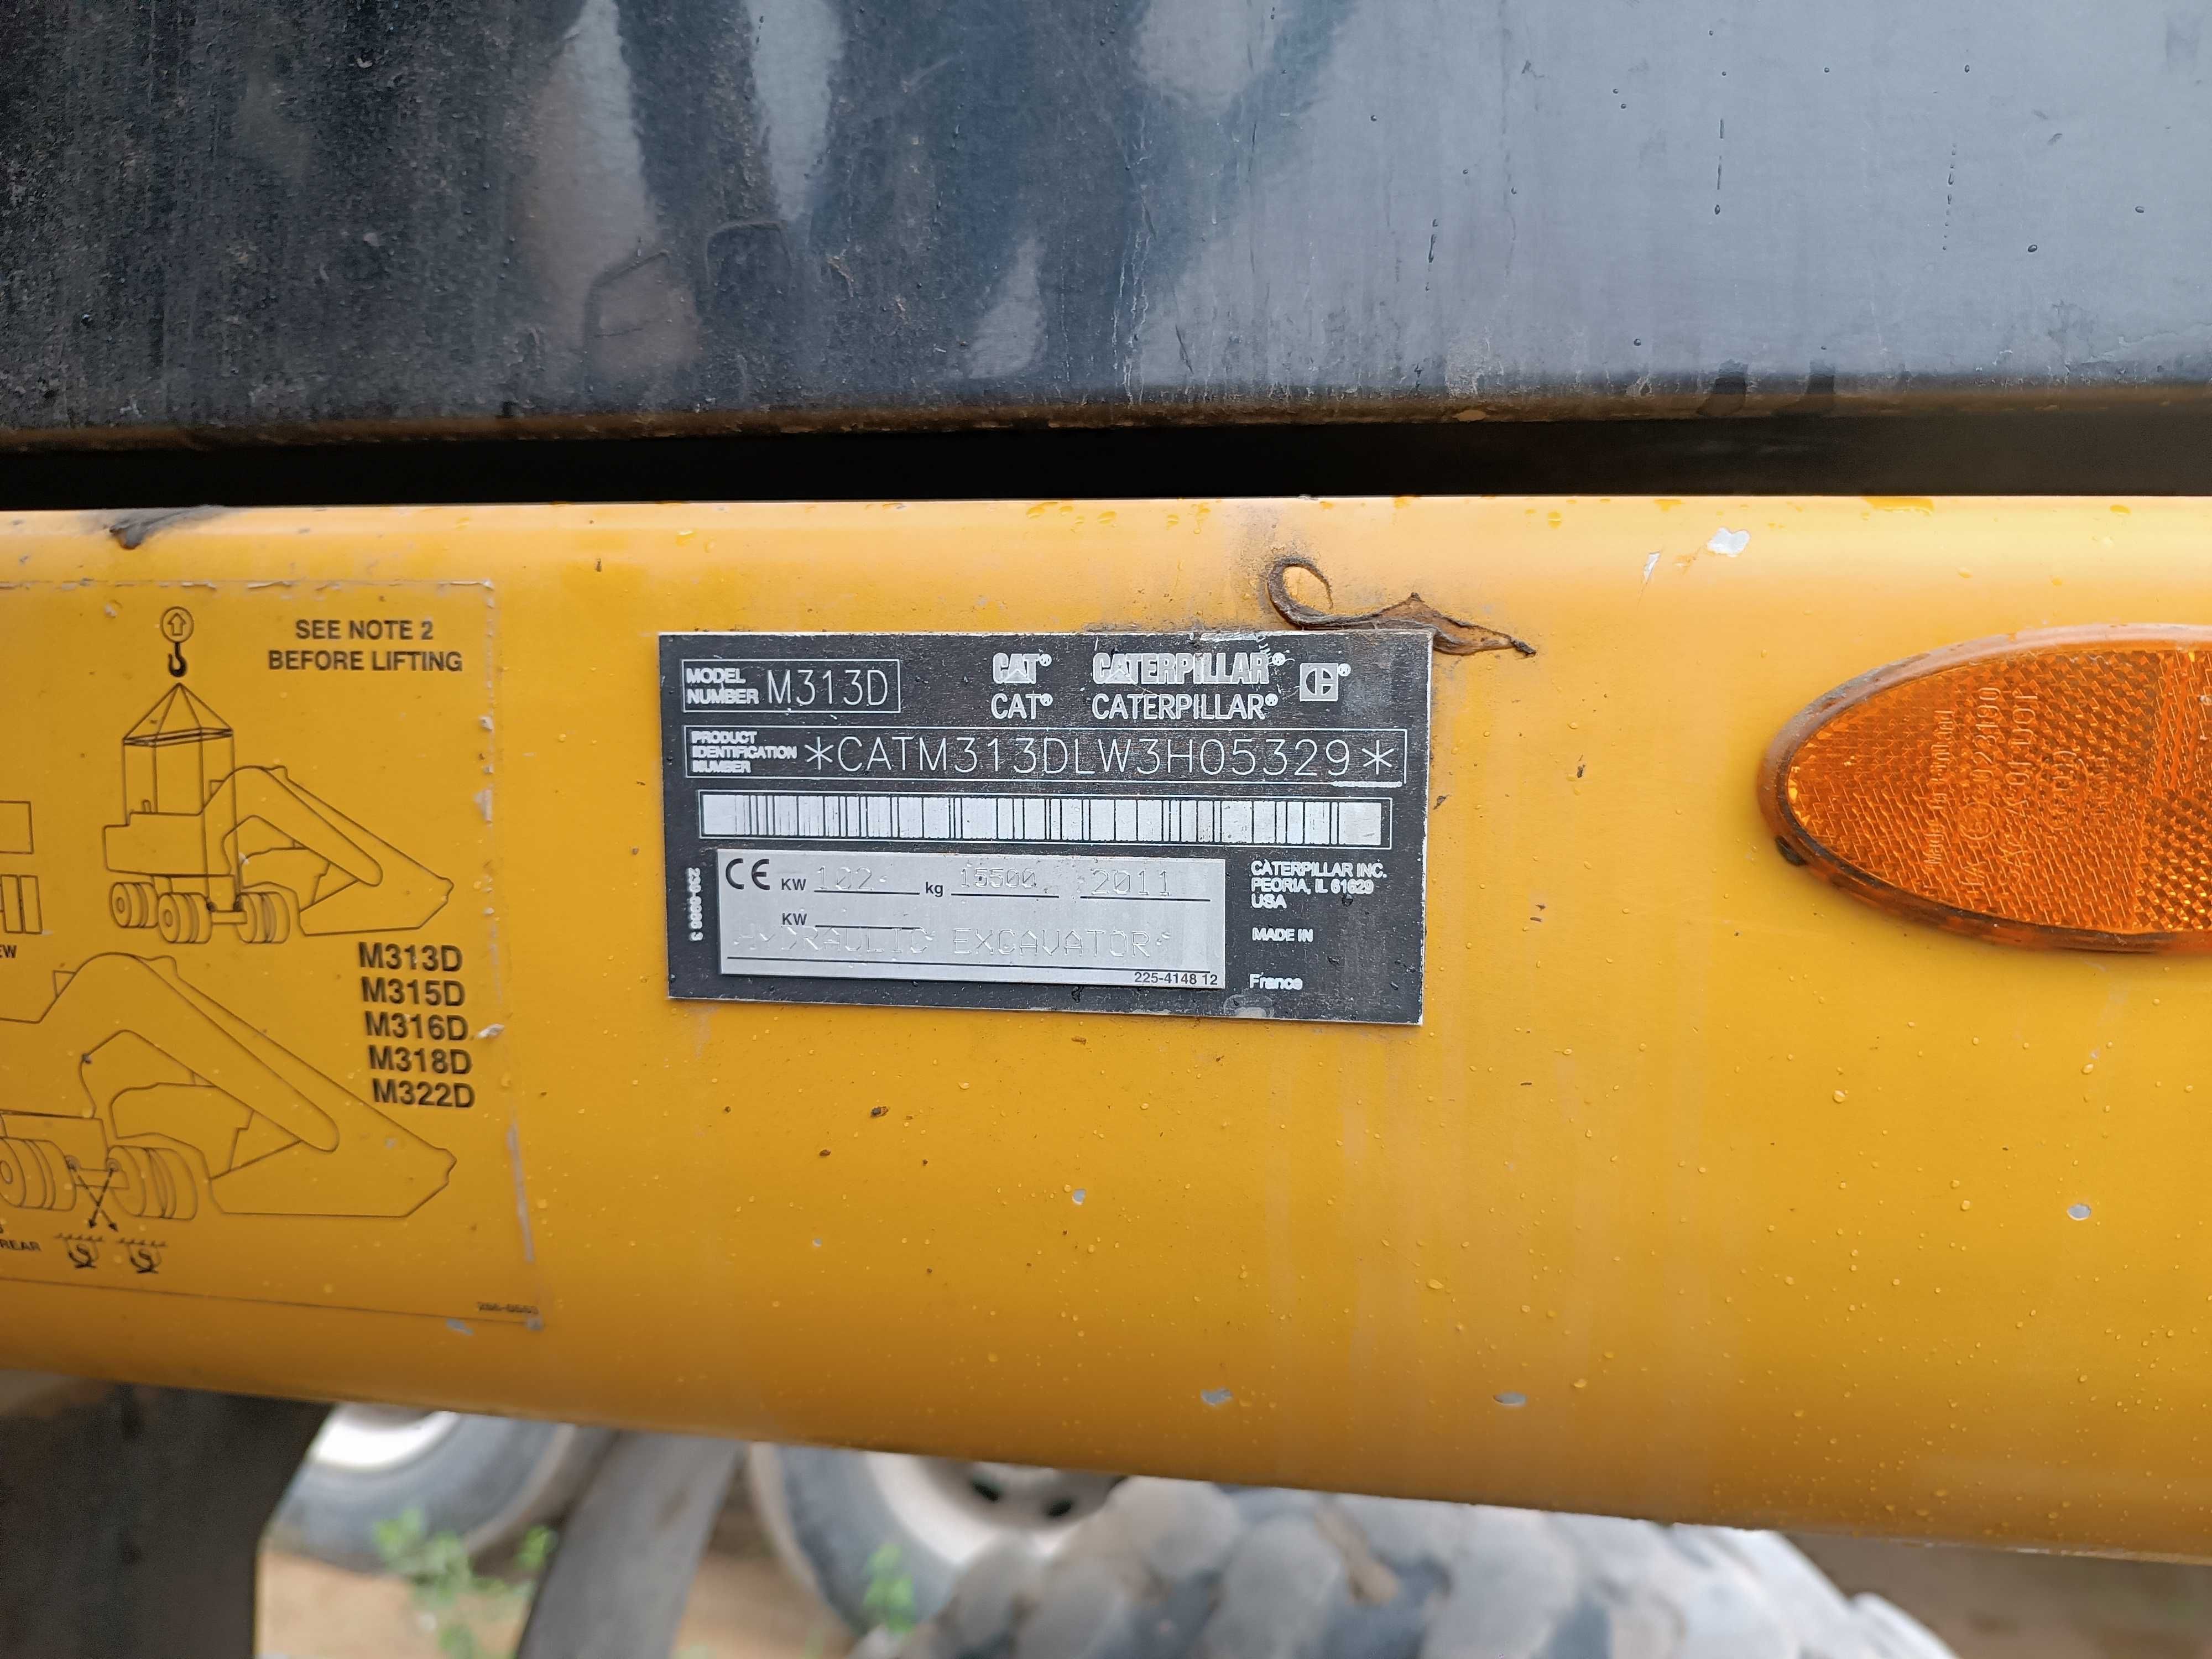 SEE NOTE 2
BEFORE LIFTING
M313D
M315D
M316D
M318D
M322D
REAR
MODEL
NUMBER M313D
CAT® CATERPILLAR®
CAT® CATERPILLAR®
PRODUCT
IDENTIFICATION
NUMBER
*CATM313DLW3H05329*
CE KW 102 kg 15500 2011
KW
HYDRAULIC EXCAVATOR
225-4148 12
CATERPILLAR INC.
PEORIA, IL 61629
USA
MADE IN
France